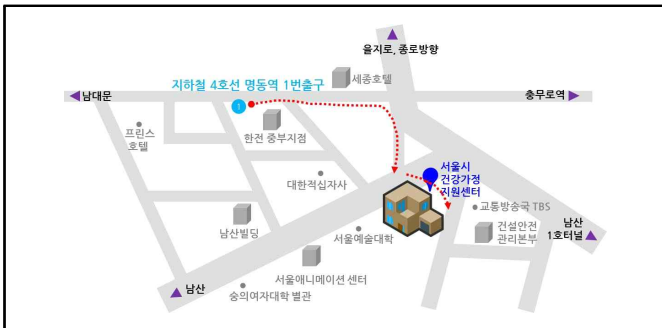 을지로, 종로방향
지하철 4호선 명동역 1번출구
세종호텔
남대문
충무로역
1
프린스
호텔
한전 중부지점
대한적십자사
서울시
건강가정
지원센터
교통방송국 TBS
남산빌딩
서울예술대학
건설안전
관리본부
남산
1호터널
서울애니메이션 센터
남산
숭의여자대학 별관